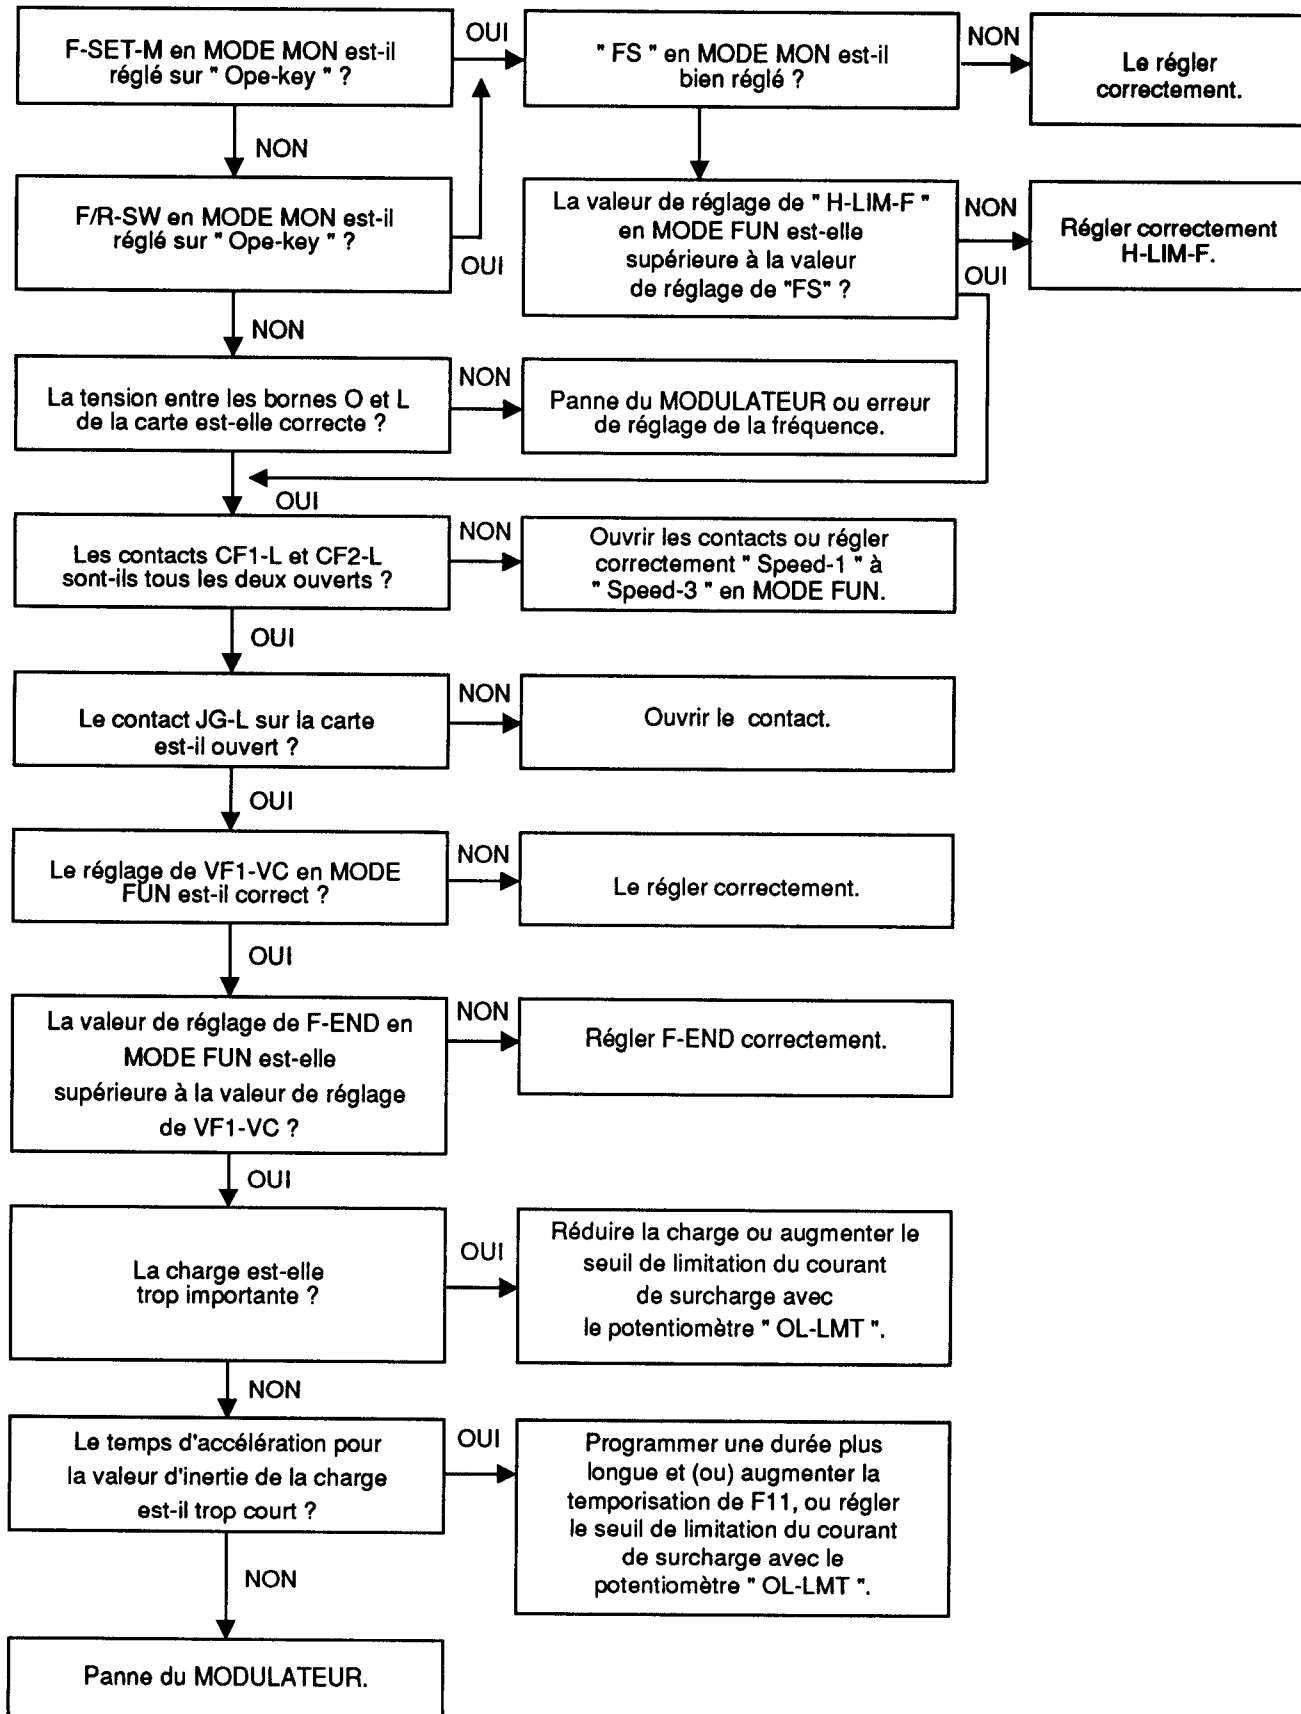 F-SET-M en MODE MON est-il
réglé sur " Ope-key " ?
OUI
" FS " en MODE MON est-il
bien réglé ?
NON
Le régler
correctement.
NON
F/R-SW en MODE MON est-il
réglé sur " Ope-key " ?
OUI
La valeur de réglage de " H-LIM-F "
en MODE FUN est-elle
supérieure à la valeur
de réglage de "FS" ?
NON
Régler correctement
H-LIM-F.
OUI
NON
La tension entre les bornes O et L
de la carte est-elle correcte ?
NON
Panne du MODULATEUR ou erreur
de réglage de la fréquence.
OUI
Les contacts CF1-L et CF2-L
sont-ils tous les deux ouverts ?
NON
Ouvrir les contacts ou régler
correctement " Speed-1 " à
" Speed-3 " en MODE FUN.
OUI
Le contact JG-L sur la carte
est-il ouvert ?
NON
Ouvrir le contact.
OUI
Le réglage de VF1-VC en MODE
FUN est-il correct ?
NON
Le régler correctement.
OUI
La valeur de réglage de F-END en
MODE FUN est-elle
supérieure à la valeur de réglage
de VF1-VC ?
NON
Régler F-END correctement.
OUI
La charge est-elle
trop importante ?
OUI
Réduire la charge ou augmenter le
seuil de limitation du courant
de surcharge avec
le potentiomètre " OL-LMT ".
NON
Le temps d'accélération pour
la valeur d'inertie de la charge
est-il trop court ?
OUI
Programmer une durée plus
longue et (ou) augmenter la
temporisation de F11, ou régler
le seuil de limitation du courant
de surcharge avec le
potentiomètre " OL-LMT ".
NON
Panne du MODULATEUR.